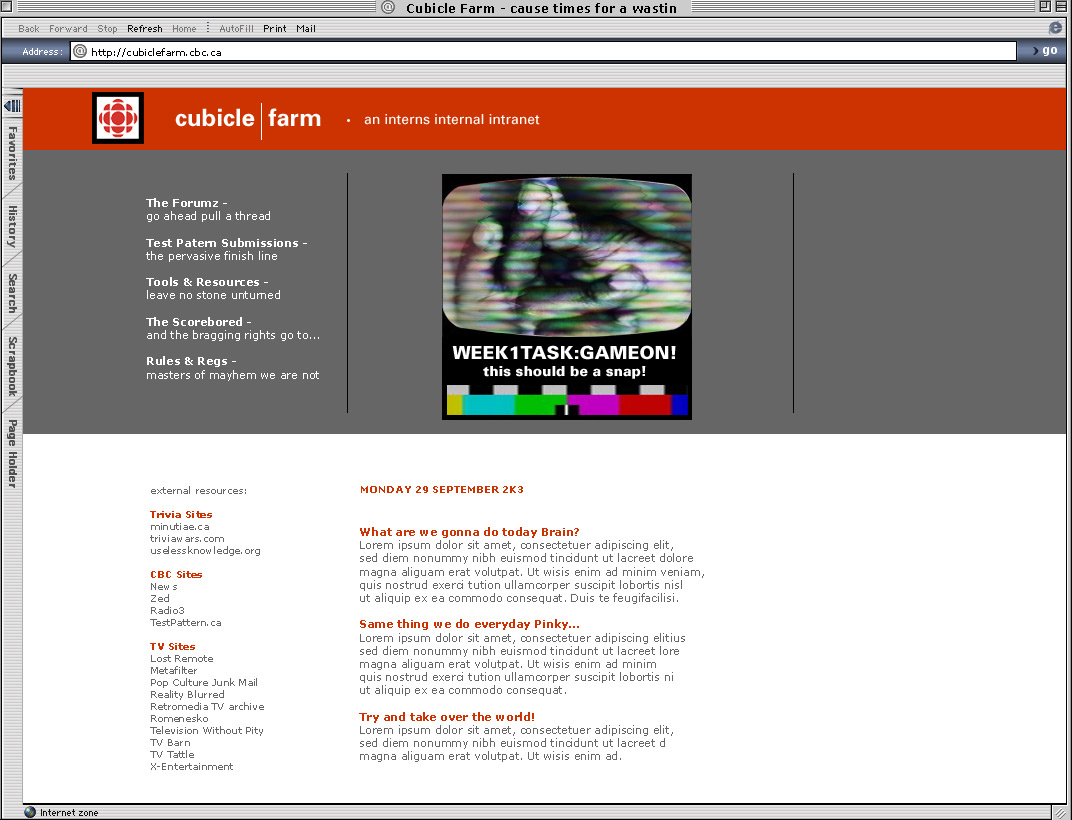 Cubicle Farm - cause times for a wastin
Back Forward Stop Refresh Home AutoFill Print Mail
Address: http://cubiclefarm.cbc.ca go
cubicle farm • an interns internal intranet
Favorites
History
Search
Scrapbook
Page Holder
The Forumz -
go ahead pull a thread
Test Patern Submissions -
the pervasive finish line
Tools & Resources -
leave no stone unturned
The Scorebored -
and the bragging rights go to...
Rules & Regs -
masters of mayhem we are not
WEEK1TASK:GAMEON!
this should be a snap!
external resources:
Trivia Sites
minutiae.ca
triviawars.com
uselessknowledge.org
CBC Sites
News
Zed
Radio3
TestPattern.ca
TV Sites
Lost Remote
Metafilter
Pop Culture Junk Mail
Reality Blurred
Retromedia TV archive
Romenesko
Television Without Pity
TV Barn
TV Tattle
X-Entertainment
MONDAY 29 SEPTEMBER 2K3
What are we gonna do today Brain?
Lorem ipsum dolor sit amet, consectetuer adipiscing elit,
sed diem nonummy nibh euismod tincidunt ut lacreet dolore
magna aliguam erat volutpat. Ut wisis enim ad minim veniam,
quis nostrud exerci tution ullamcorper suscipit lobortis nisl
ut aliquip ex ea commodo consequat. Duis te feugifacilisi.
Same thing we do everyday Pinky...
Lorem ipsum dolor sit amet, consectetuer adipiscing elitius
sed diem nonummy nibh euismod tincidunt ut lacreet lore
magna aliguam erat volutpat. Ut wisis enim ad minim
quis nostrud exerci tution ullamcorper suscipit lobortis ni
ut aliquip ex ea commodo consequat.
Try and take over the world!
Lorem ipsum dolor sit amet, consectetuer adipiscing elit,
sed diem nonummy nibh euismod tincidunt ut lacreet d
magna aliguam erat volutpat. Ut wisis enim ad.
Internet zone